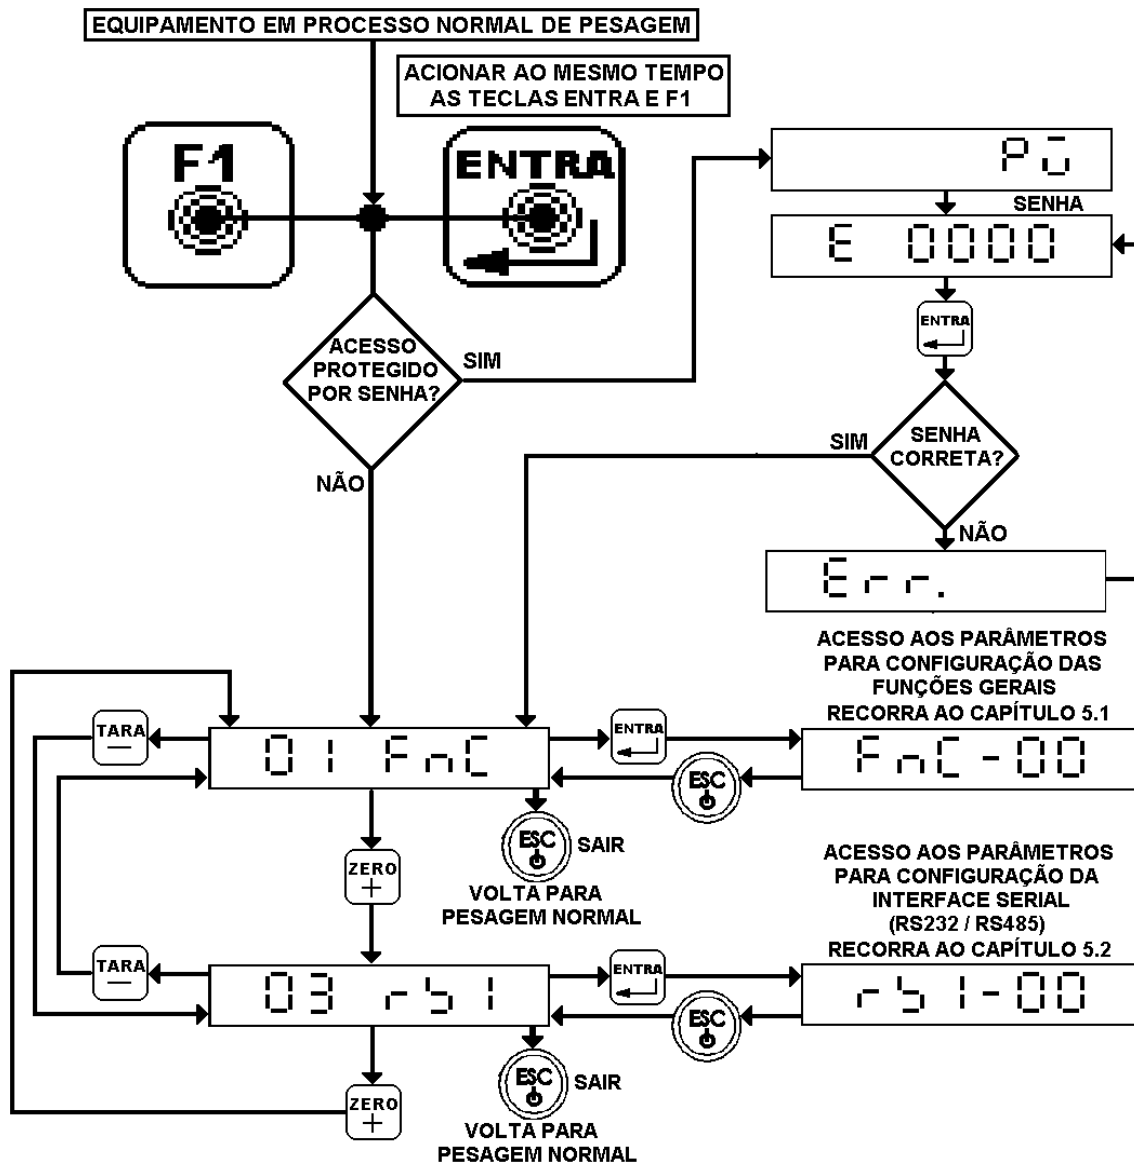 EQUIPAMENTO EM PROCESSO NORMAL DE PESAGEM
ACIONAR AO MESMO TEMPO
AS TECLAS ENTRA E F1
F1
ENTRA
SENHA
E 0000
ENTRA
ACESSO
PROTEGIDO
POR SENHA?
SIM
NÃO
SENHA
CORRETA?
SIM
NÃO
Err.
ACESSO AOS PARÂMETROS
PARA CONFIGURAÇÃO DAS
FUNÇÕES GERAIS
RECORRA AO CAPÍTULO 5.1
TARA
–
01 FnC
ENTRA
FnC-00
ESC
ESC
SAIR
VOLTA PARA
PESAGEM NORMAL
ZERO
+
ACESSO AOS PARÂMETROS
PARA CONFIGURAÇÃO DA
INTERFACE SERIAL
(RS232 / RS485)
RECORRA AO CAPÍTULO 5.2
TARA
–
03 rS1
ENTRA
rS1-00
ESC
ESC
SAIR
VOLTA PARA
PESAGEM NORMAL
ZERO
+